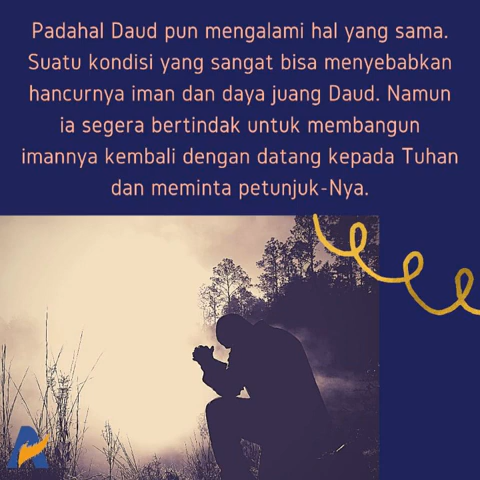 Padahal Daud pun mengalami hal yang sama.
Suatu kondisi yang sangat bisa menyebabkan
hancurnya iman dan daya juang Daud. Namun
ia segera bertindak untuk membangun
imannya kembali dengan datang kepada Tuhan
dan meminta petunjuk-Nya.